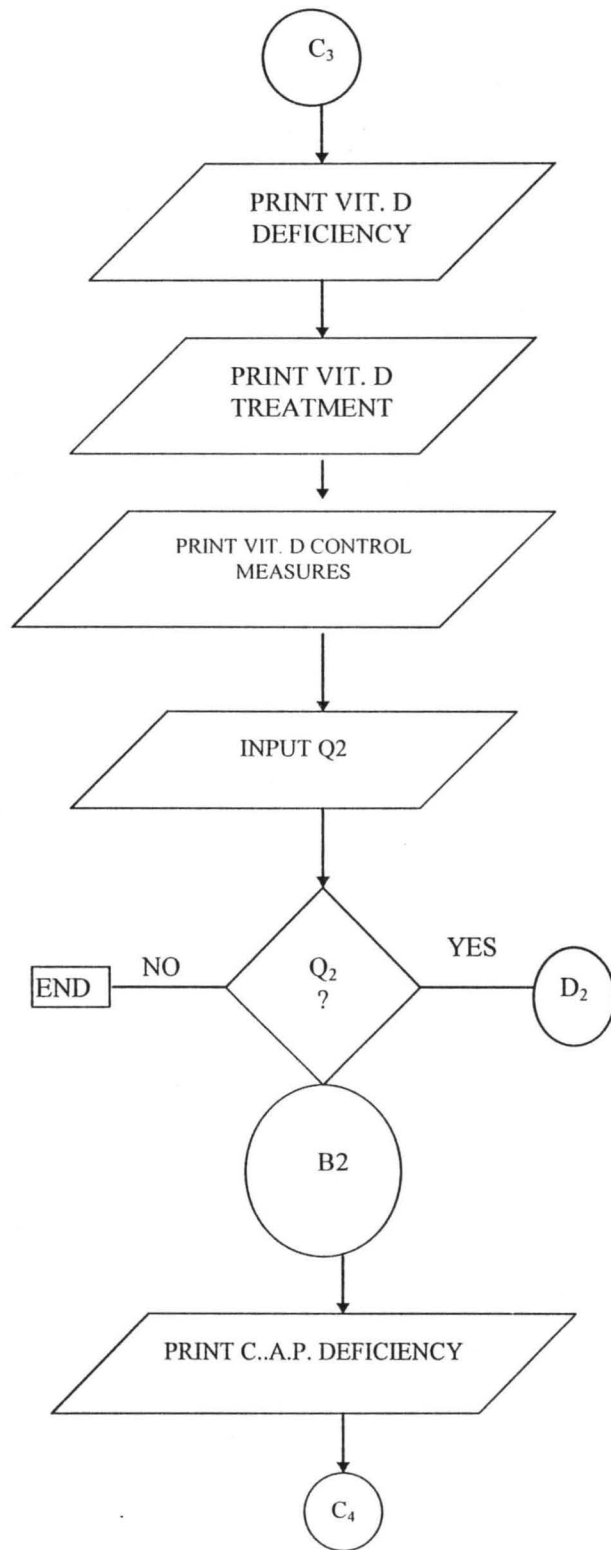 C₃
PRINT VIT. D
DEFICIENCY
PRINT VIT. D
TREATMENT
PRINT VIT. D CONTROL
MEASURES
INPUT Q2
END
NO
Q₂
?
YES
D₂
B2
PRINT C..A.P. DEFICIENCY
C₄